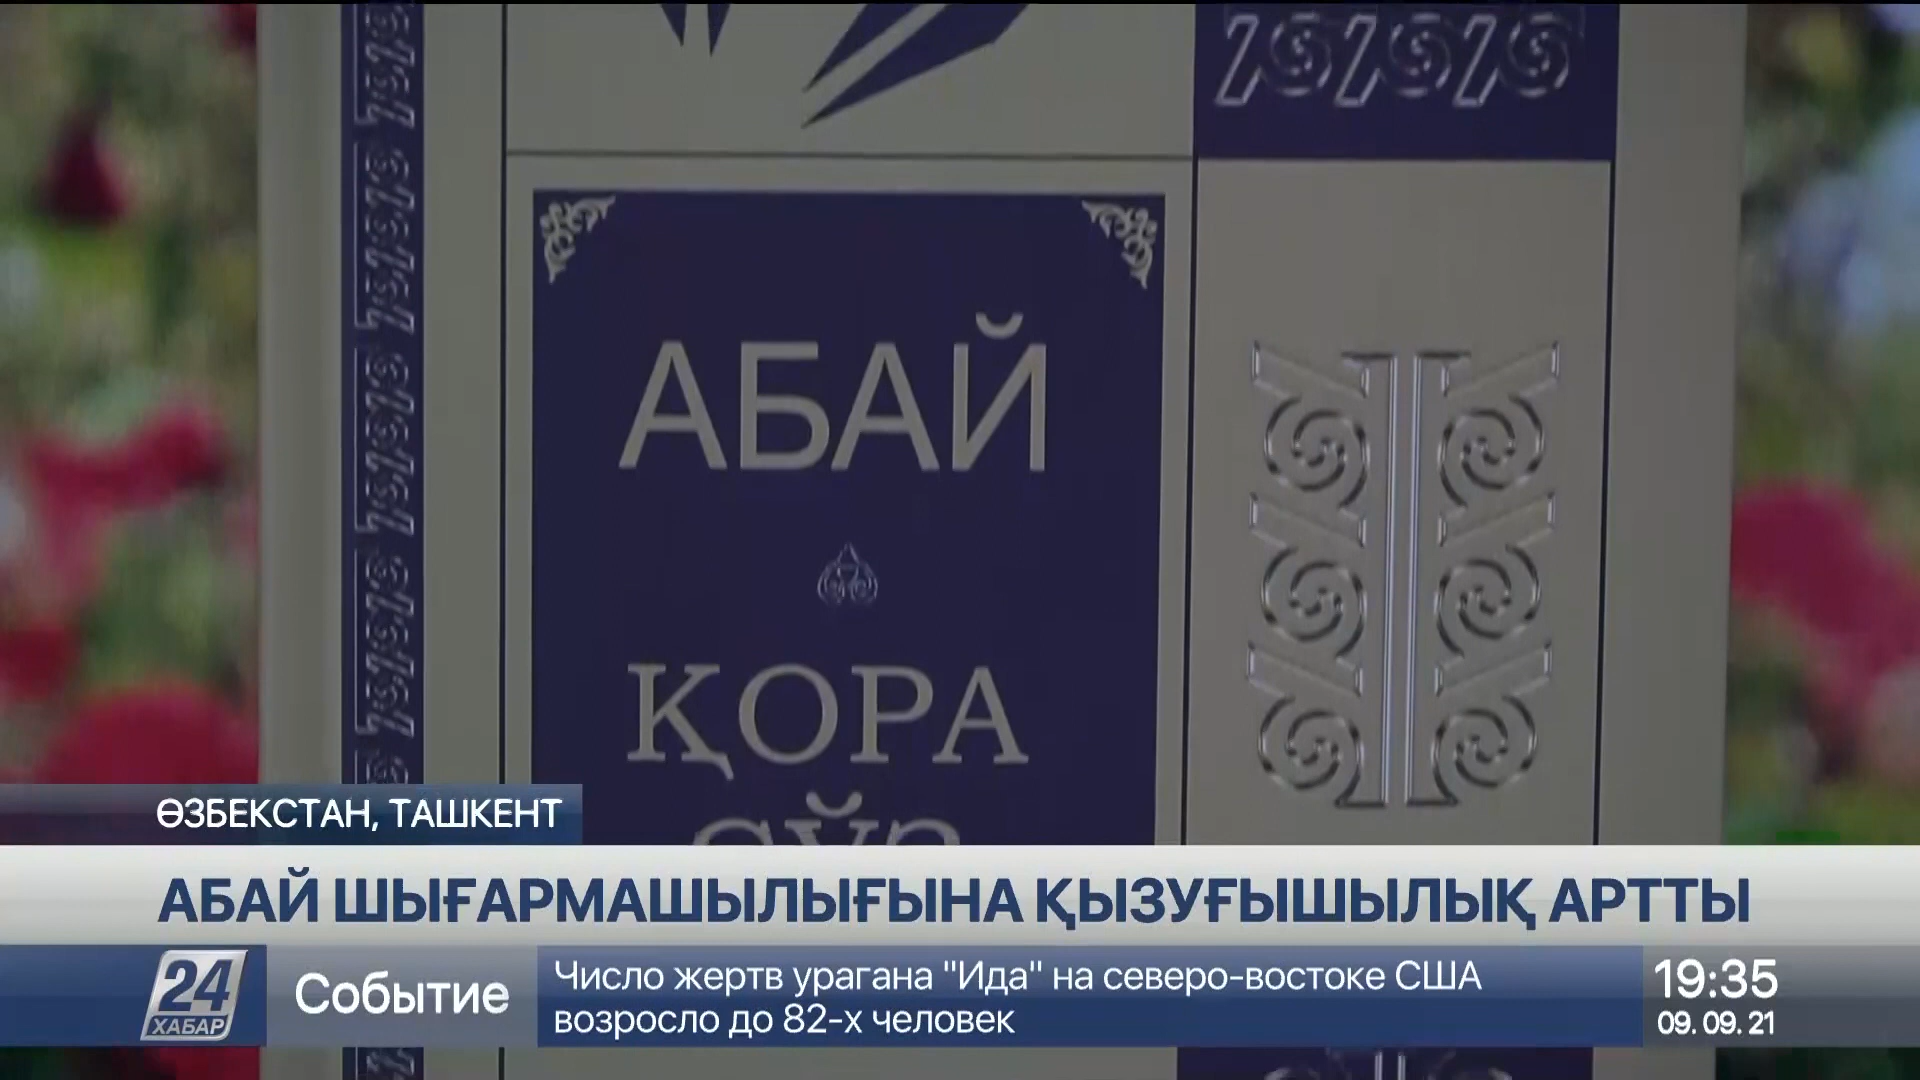 АБАЙ
ҚОРА
СЎЗ
ӨЗБЕКСТАН, ТАШКЕНТ
АБАЙ ШЫҒАРМАШЫЛЫҒЫНА ҚЫЗУҒЫШЫЛЫҚ АРТТЫ
24
ХАБАР
Событие
Число жертв урагана "Ида" на северо-востоке США
возросло до 82-х человек
19:35
09. 09. 21